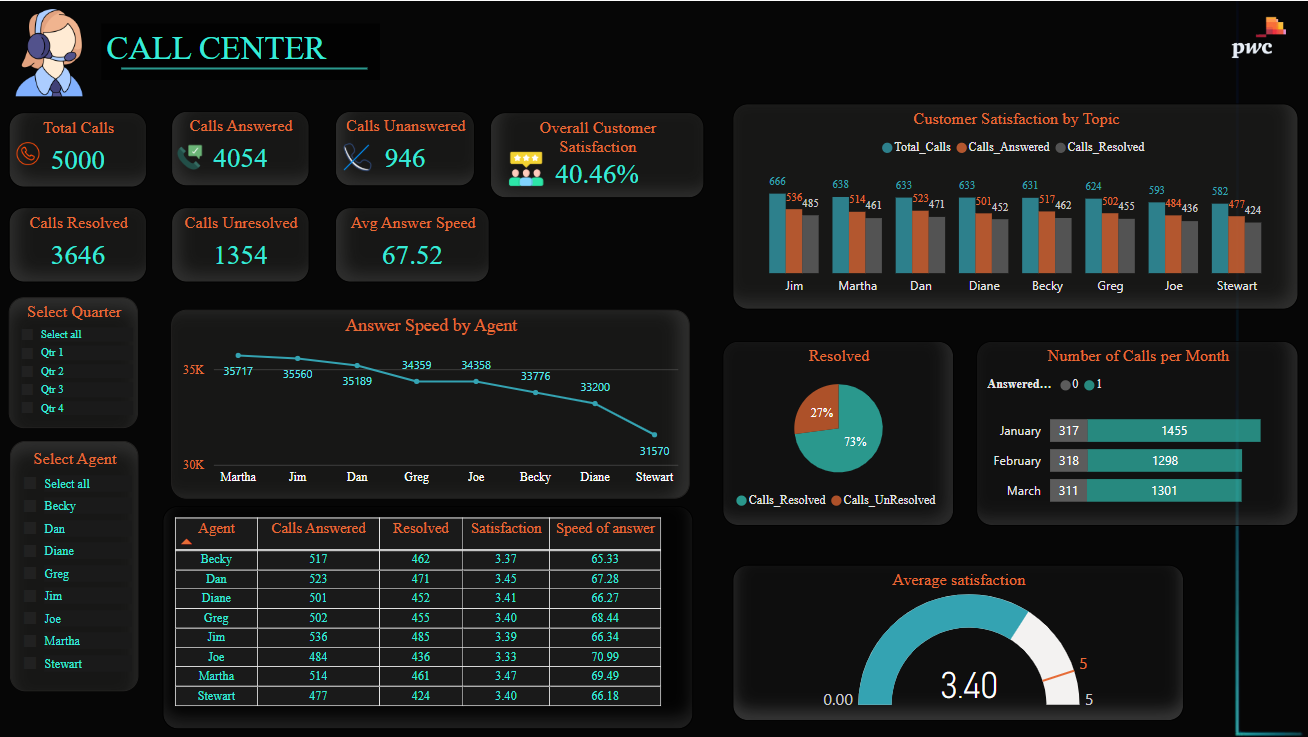 CALL CENTER
pwc
Total Calls
5000
Calls Answered
4054
Calls Unanswered
946
Overall Customer
Satisfaction
40.46%
Calls Resolved
3646
Calls Unresolved
1354
Avg Answer Speed
67.52
Customer Satisfaction by Topic
Total_Calls Calls_Answered Calls_Resolved
666 536 485
638 514 461
633 523 471
633 501 452
631 517 462
624 502 455
593 484 436
582 477 424
Jim Martha Dan Diane Becky Greg Joe Stewart
Select Quarter
Select all
Qtr 1
Qtr 2
Qtr 3
Qtr 4
Select Agent
Select all
Becky
Dan
Diane
Greg
Jim
Joe
Martha
Stewart
Answer Speed by Agent
35K
30K
35717 35560 35189 34359 34358 33776 33200 31570
Martha Jim Dan Greg Joe Becky Diane Stewart
Agent Calls Answered Resolved Satisfaction Speed of answer
Becky 517 462 3.37 65.33
Dan 523 471 3.45 67.28
Diane 501 452 3.41 66.27
Greg 502 455 3.40 68.44
Jim 536 485 3.39 66.34
Joe 484 436 3.33 70.99
Martha 514 461 3.47 69.49
Stewart 477 424 3.40 66.18
Resolved
27%
73%
Calls_Resolved Calls_UnResolved
Number of Calls per Month
Answered... 0 1
January 317 1455
February 318 1298
March 311 1301
Average satisfaction
5
3.40
0.00 5